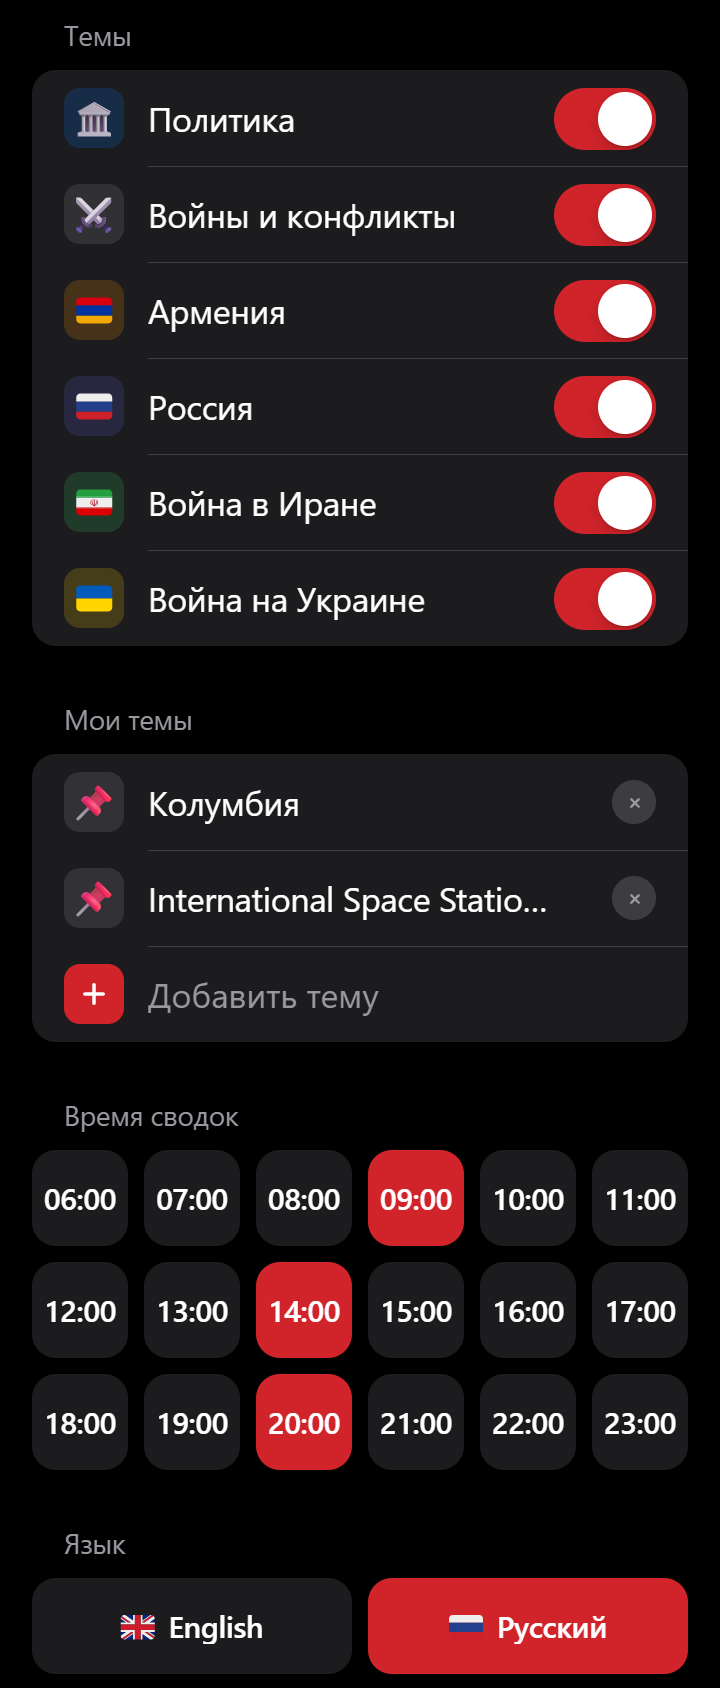 Темы
Политика
Войны и конфликты
Армения
Россия
Война в Иране
Война на Украине
Мои темы
Колумбия
×
International Space Statio...
×
+ Добавить тему
Время сводок
06:00 07:00 08:00 09:00 10:00 11:00
12:00 13:00 14:00 15:00 16:00 17:00
18:00 19:00 20:00 21:00 22:00 23:00
Язык
English Русский